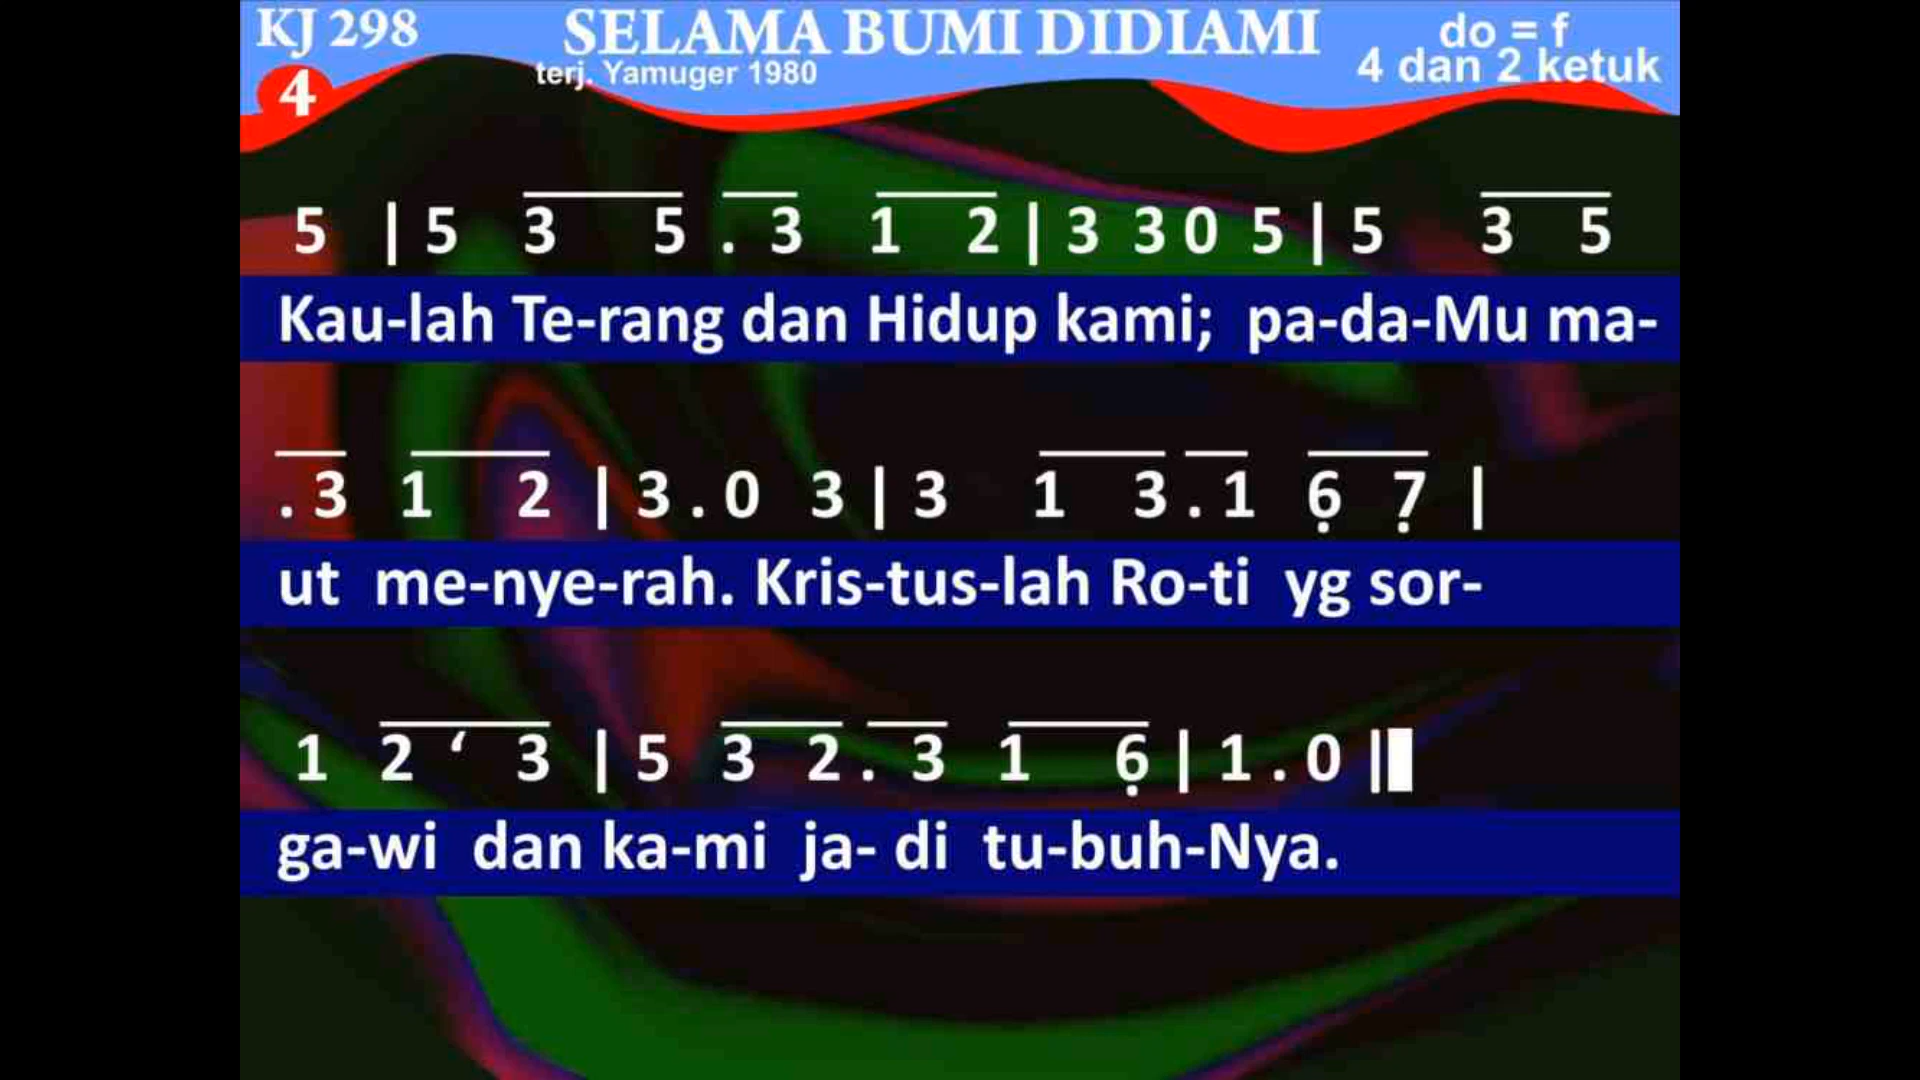 KJ 298
SELAMA BUMI DIDIAMI
do = f
terj. Yamuger 1980
4 dan 2 ketuk
4
5 | 5 3 5 . 3 1 2 | 3 3 0 5 | 5 3 5
Kau-lah Te-rang dan Hidup kami; pa-da-Mu ma-
. 3 1 2 | 3 . 0 3 | 3 1 3 . 1 6̣ 7̣ |
ut me-nye-rah. Kris-tus-lah Ro-ti yg sor-
1 2 ‘ 3 | 5 3 2 . 3 1 6̣ | 1 . 0 ||
ga-wi dan ka-mi ja- di tu-buh-Nya.